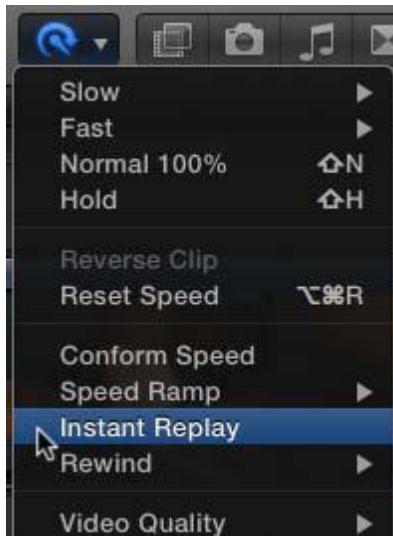 Slow
Fast
Normal 100% ⇧N
Hold ⇧H
Reverse Clip
Reset Speed ⌥⌘R
Conform Speed
Speed Ramp
Instant Replay
Rewind
Video Quality